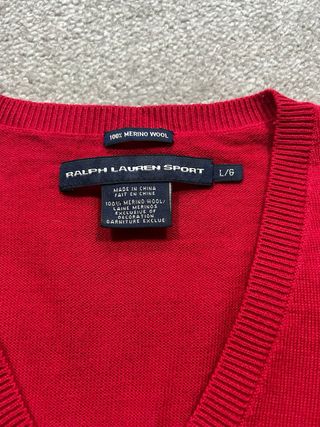 100% MERINO WOOL
RALPH LAUREN SPORT
L/G
MADE IN CHINA
FAIT EN CHINE
100% MERINO WOOL/
LAINE MERINOS
EXCLUSIVE OF
DECORATION
GARNITURE EXCLUE